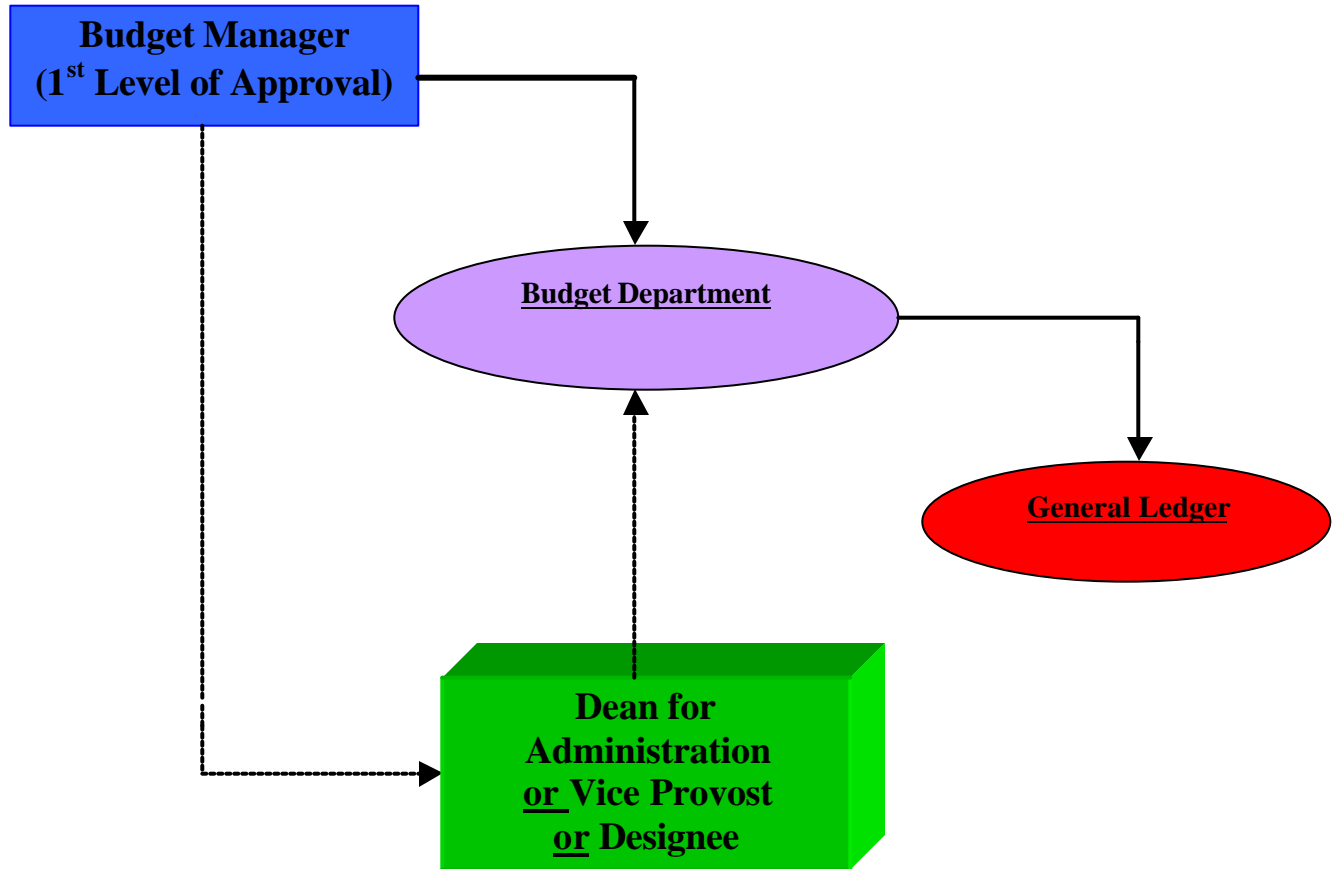 Budget Manager
(1st Level of Approval)
Budget Department
General Ledger
Dean for
Administration
or Vice Provost
or Designee